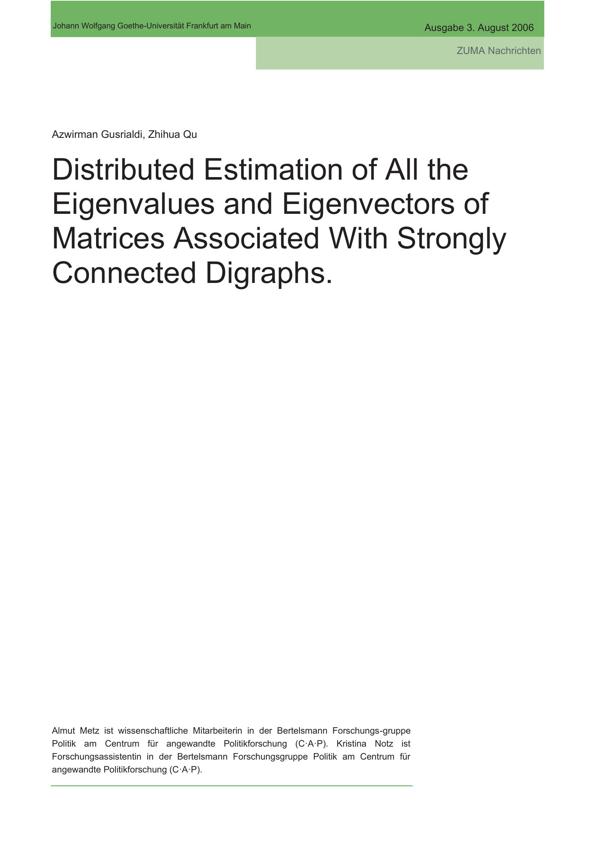 Johann Wolfgang Goethe-Universität Frankfurt am Main
Ausgabe 3. August 2006
ZUMA Nachrichten
Azwirman Gusrialdi, Zhihua Qu
Distributed Estimation of All the
Eigenvalues and Eigenvectors of
Matrices Associated With Strongly
Connected Digraphs.
Almut Metz ist wissenschaftliche Mitarbeiterin in der Bertelsmann Forschungs-gruppe
Politik am Centrum für angewandte Politikforschung (C·A·P). Kristina Notz ist
Forschungsassistentin in der Bertelsmann Forschungsgruppe Politik am Centrum für
angewandte Politikforschung (C·A·P).